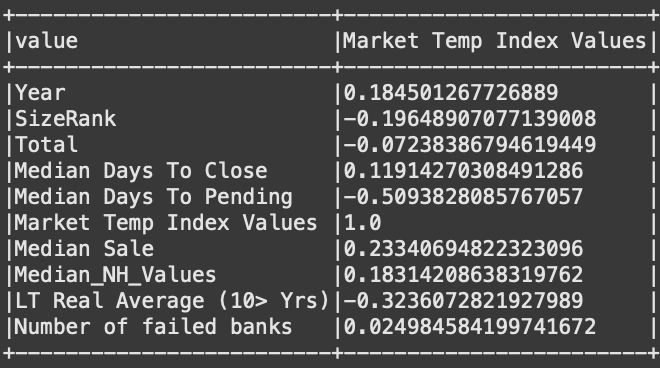 +----------------------------+--------------------------+
|value                       |Market Temp Index Values|
+----------------------------+--------------------------+
|Year                        |0.184501267726889       |
|SizeRank                    |-0.19648907077139008    |
|Total                       |-0.07238386794619449    |
|Median Days To Close        |0.11914270308491286     |
|Median Days To Pending      |-0.5093828085767057     |
|Market Temp Index Values |1.0                     |
|Median Sale                 |0.23340694822323096     |
|Median_NH_Values            |0.18314208638319762     |
|LT Real Average (10> Yrs)|-0.3236072821927989     |
|Number of failed banks      |0.024984584199741672    |
+----------------------------+--------------------------+